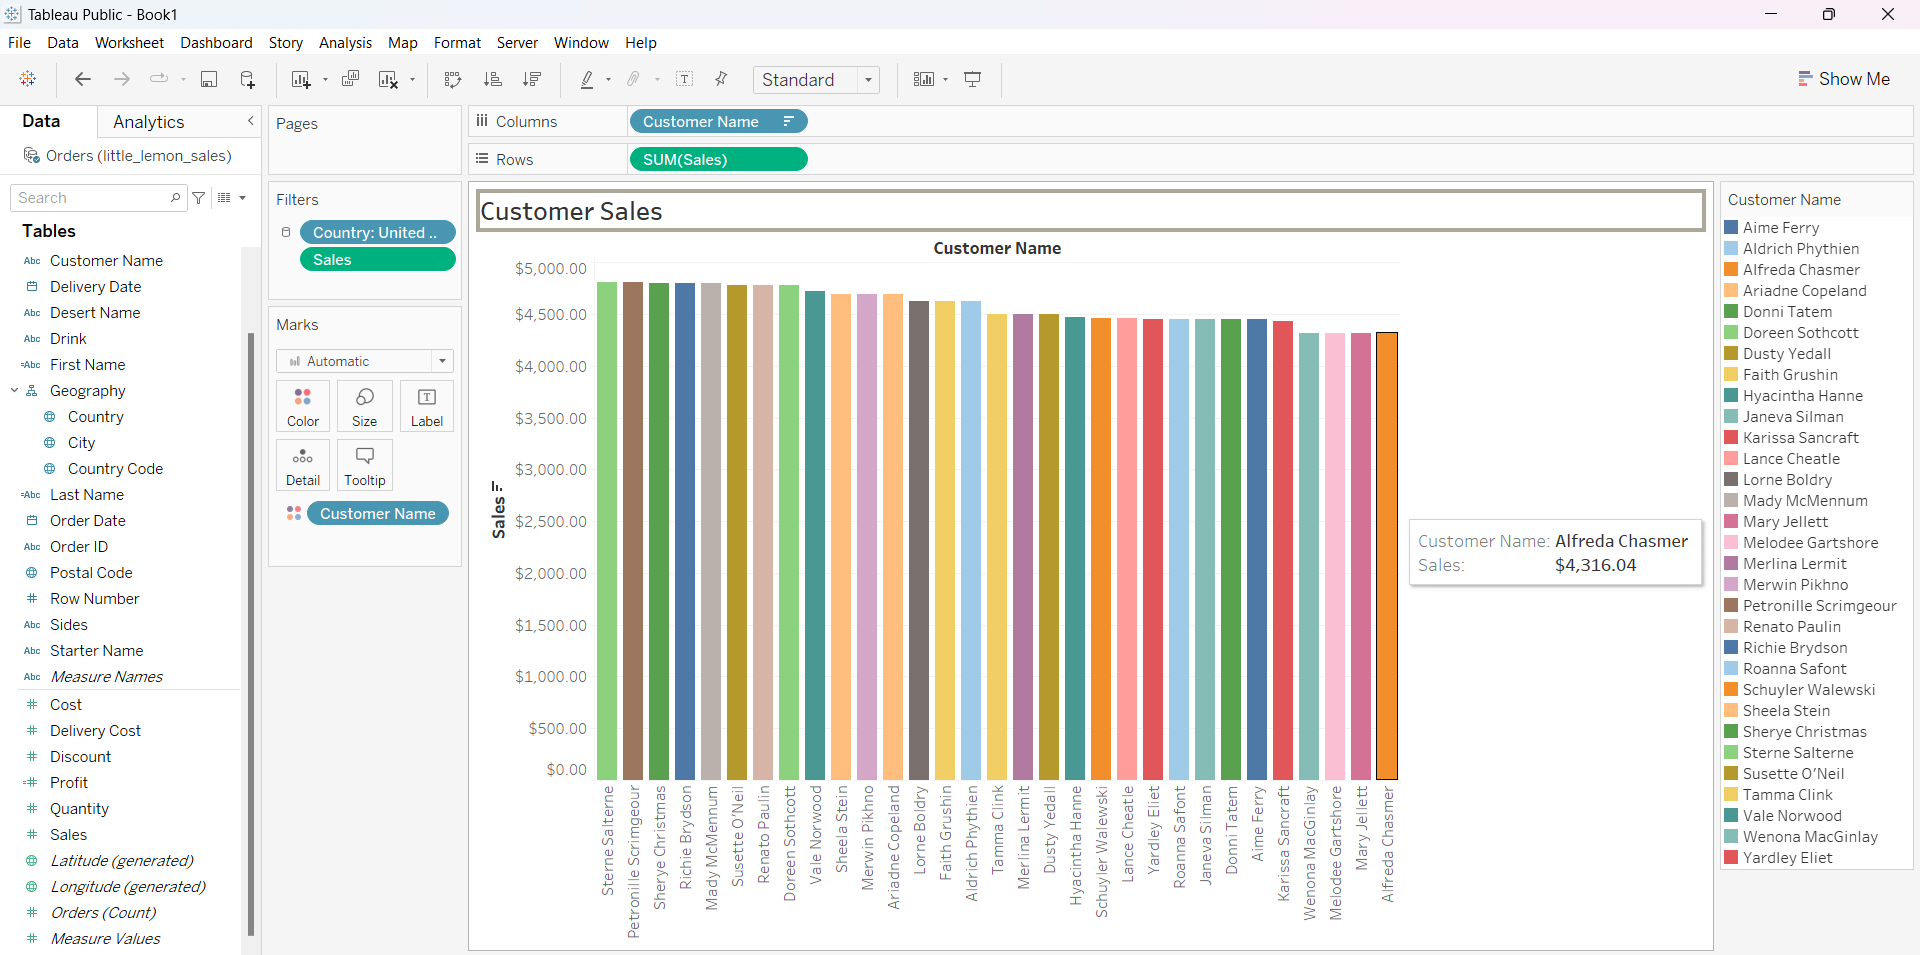 Tableau Public - Book1
File Data Worksheet Dashboard Story Analysis Map Format Server Window Help
Standard
Show Me
Data Analytics
Orders (little_lemon_sales)
Search
Tables
Abc Customer Name
Delivery Date
Abc Desert Name
Abc Drink
=Abc First Name
Geography
Country
City
Country Code
=Abc Last Name
Order Date
Abc Order ID
Postal Code
# Row Number
Abc Sides
Abc Starter Name
Abc Measure Names
# Cost
# Delivery Cost
# Discount
=# Profit
# Quantity
# Sales
Latitude (generated)
Longitude (generated)
# Orders (Count)
# Measure Values
Pages
Filters
Country: United ..
Sales
Marks
Automatic
Color Size Label
Detail Tooltip
Customer Name
Columns Customer Name
Rows SUM(Sales)
Customer Sales
Customer Name
Sales
$5,000.00
$4,500.00
$4,000.00
$3,500.00
$3,000.00
$2,500.00
$2,000.00
$1,500.00
$1,000.00
$500.00
$0.00
Sterne Salterne
Petronille Scrimgeour
Sherye Christmas
Richie Brydson
Mady McMennum
Susette O’Neil
Renato Paulin
Doreen Sothcott
Vale Norwood
Sheela Stein
Merwin Pikhno
Ariadne Copeland
Lorne Boldry
Faith Grushin
Aldrich Phythien
Tamma Clink
Merlina Lermit
Dusty Yedall
Hyacintha Hanne
Schuyler Walewski
Lance Cheatle
Yardley Eliet
Roanna Safont
Janeva Silman
Donni Tatem
Aime Ferry
Karissa Sancraft
Wenona MacGinlay
Melodee Gartshore
Mary Jellett
Alfreda Chasmer
Customer Name: Alfreda Chasmer
Sales: $4,316.04
Customer Name
Aime Ferry
Aldrich Phythien
Alfreda Chasmer
Ariadne Copeland
Donni Tatem
Doreen Sothcott
Dusty Yedall
Faith Grushin
Hyacintha Hanne
Janeva Silman
Karissa Sancraft
Lance Cheatle
Lorne Boldry
Mady McMennum
Mary Jellett
Melodee Gartshore
Merlina Lermit
Merwin Pikhno
Petronille Scrimgeour
Renato Paulin
Richie Brydson
Roanna Safont
Schuyler Walewski
Sheela Stein
Sherye Christmas
Sterne Salterne
Susette O’Neil
Tamma Clink
Vale Norwood
Wenona MacGinlay
Yardley Eliet